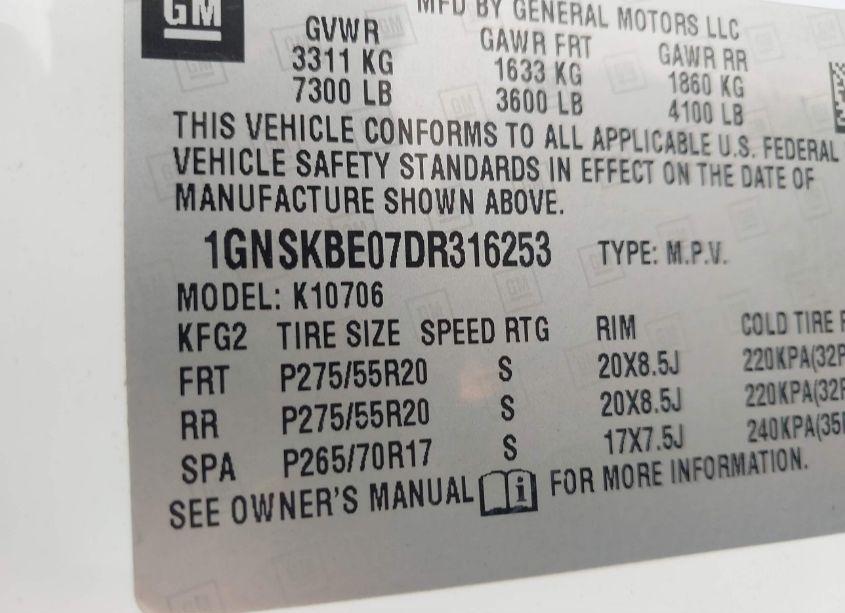 GM
MFD BY GENERAL MOTORS LLC
GVWR GAWR FRT GAWR RR
3311 KG 1633 KG 1860 KG
7300 LB 3600 LB 4100 LB
THIS VEHICLE CONFORMS TO ALL APPLICABLE U.S. FEDERAL
VEHICLE SAFETY STANDARDS IN EFFECT ON THE DATE OF
MANUFACTURE SHOWN ABOVE.
1GNSKBE07DR316253 TYPE: M.P.V.
MODEL: K10706
KFG2 TIRE SIZE SPEED RTG RIM COLD TIRE
FRT P275/55R20 S 20X8.5J 220KPA(32P
RR P275/55R20 S 20X8.5J 220KPA(32P
SPA P265/70R17 S 17X7.5J 240KPA(35P
SEE OWNER'S MANUAL i FOR MORE INFORMATION.